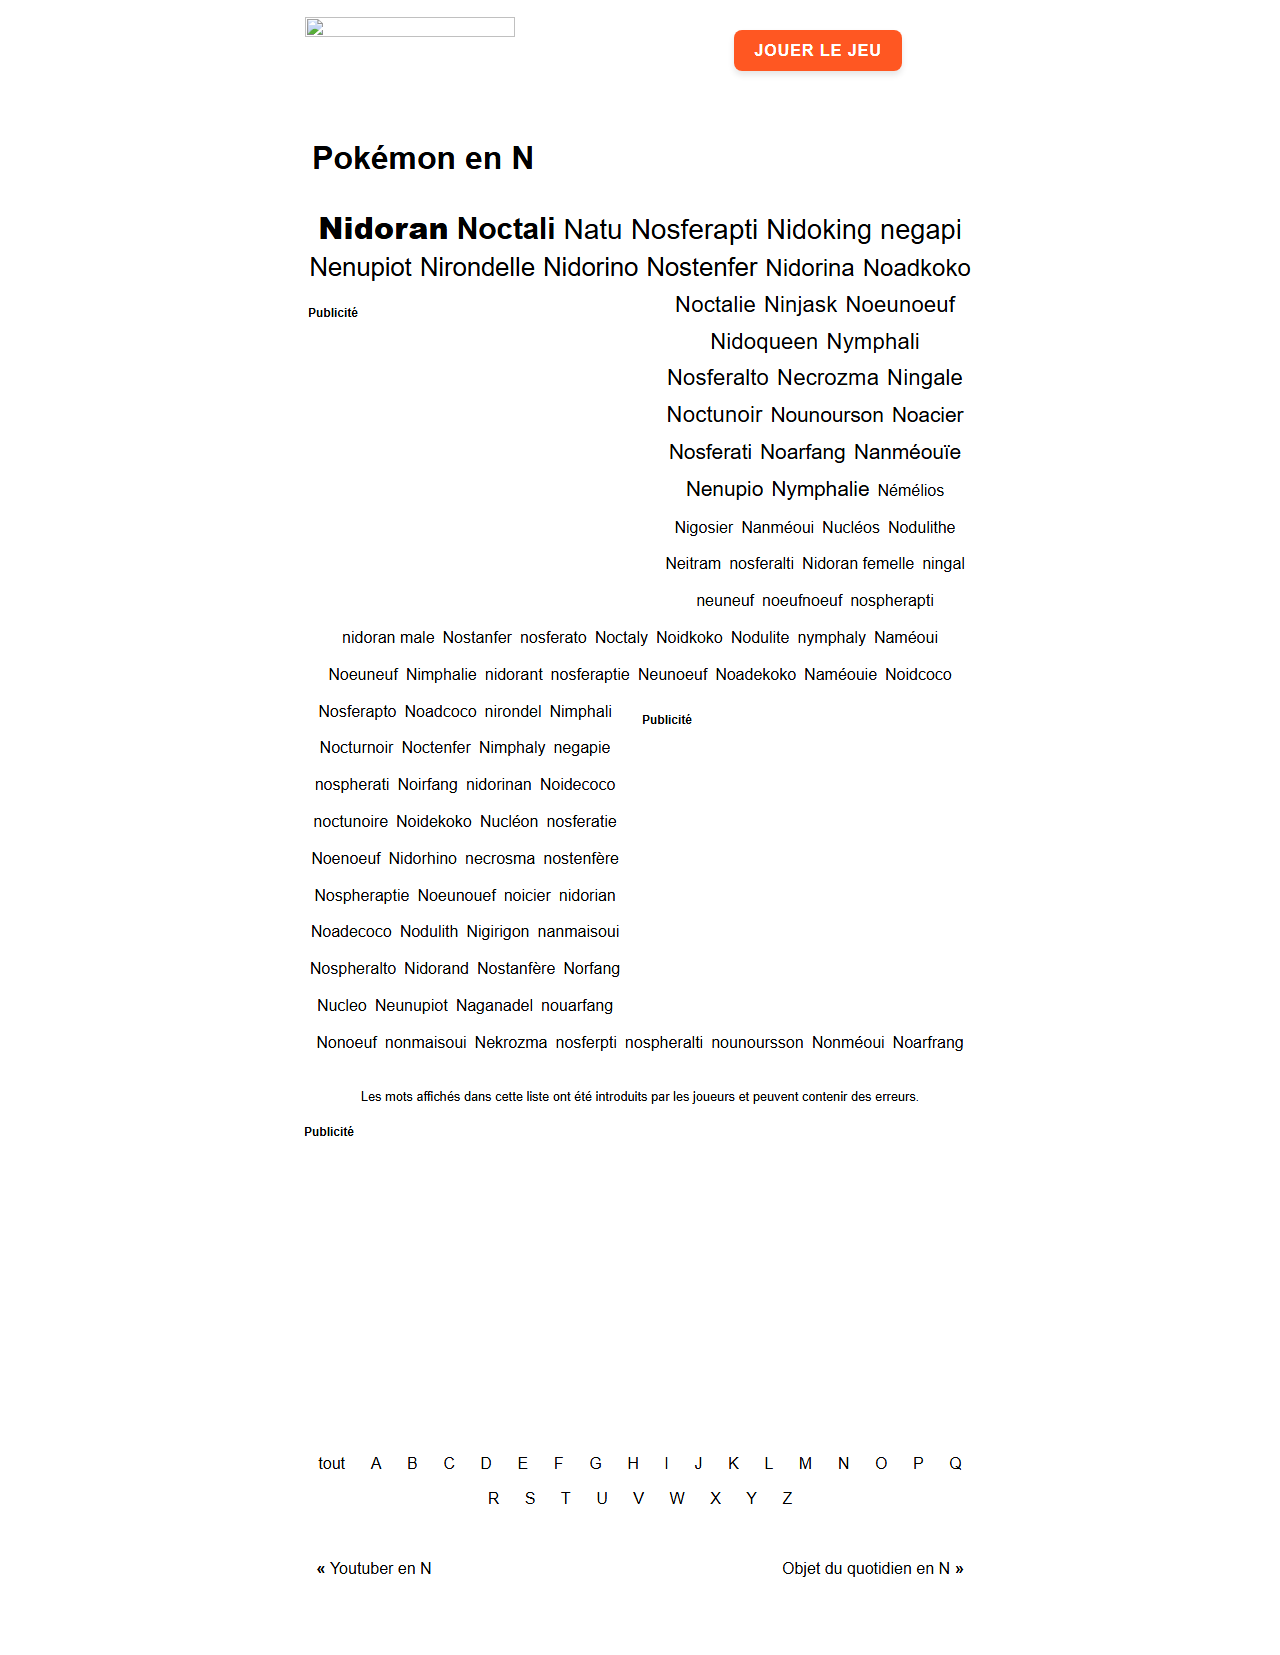 JOUER LE JEU
Pokémon en N
Nidoran Noctali Natu Nosferapti Nidoking negapi
Nenupiot Nirondelle Nidorino Nostenfer Nidorina Noadkoko
Noctalie Ninjask Noeunoeuf
Publicité
Nidoqueen Nymphali
Nosferalto Necrozma Ningale
Noctunoir Nounourson Noacier
Nosferati Noarfang Nanméouïe
Nenupio Nymphalie Némélios
Nigosier Nanméoui Nucléos Nodulithe
Neitram nosferalti Nidoran femelle ningal
neuneuf noeufnoeuf nospherapti
nidoran male Nostanfer nosferato Noctaly Noidkoko Nodulite nymphaly Naméoui
Noeuneuf Nimphalie nidorant nosferaptie Neunoeuf Noadekoko Naméouie Noidcoco
Nosferapto Noadcoco nirondel Nimphali
Publicité
Nocturnoir Noctenfer Nimphaly negapie
nospherati Noirfang nidorinan Noidecoco
noctunoire Noidekoko Nucléon nosferatie
Noenoeuf Nidorhino necrosma nostenfère
Nospheraptie Noeunouef noicier nidorian
Noadecoco Nodulith Nigirigon nanmaisoui
Nospheralto Nidorand Nostanfère Norfang
Nucleo Neunupiot Naganadel nouarfang
Nonoeuf nonmaisoui Nekrozma nosferpti nospheralti nounoursson Nonméoui Noarfrang
Les mots affichés dans cette liste ont été introduits par les joueurs et peuvent contenir des erreurs.
Publicité
tout A B C D E F G H I J K L M N O P Q
R S T U V W X Y Z
« Youtuber en N
Objet du quotidien en N »